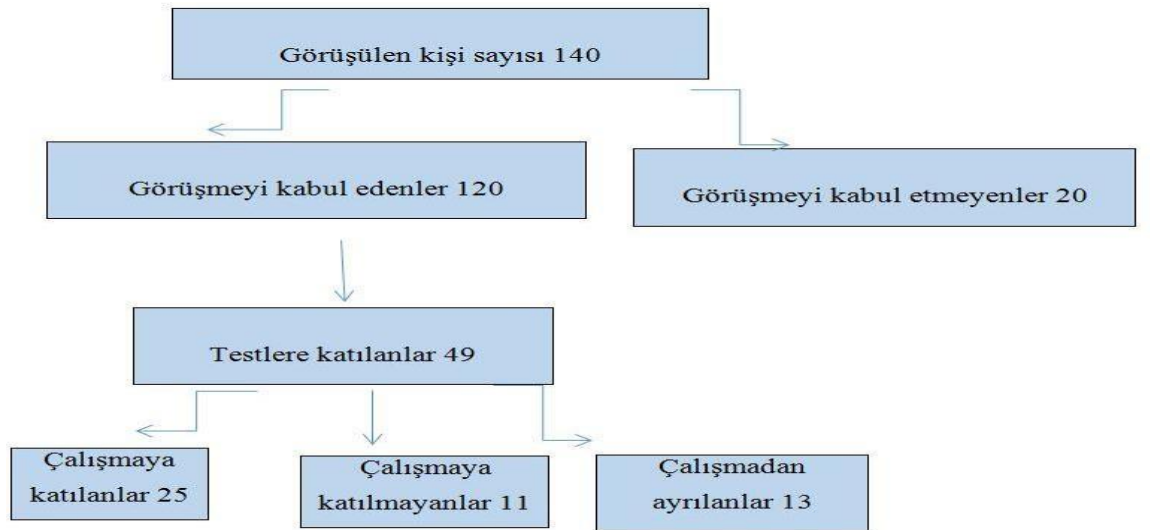 Görüşülen kişi sayısı 140
Görüşmeyi kabul edenler 120
Görüşmeyi kabul etmeyenler 20
Testlere katılanlar 49
Çalışmaya
katılanlar 25
Çalışmaya
katılmayanlar 11
Çalışmadan
ayrılanlar 13